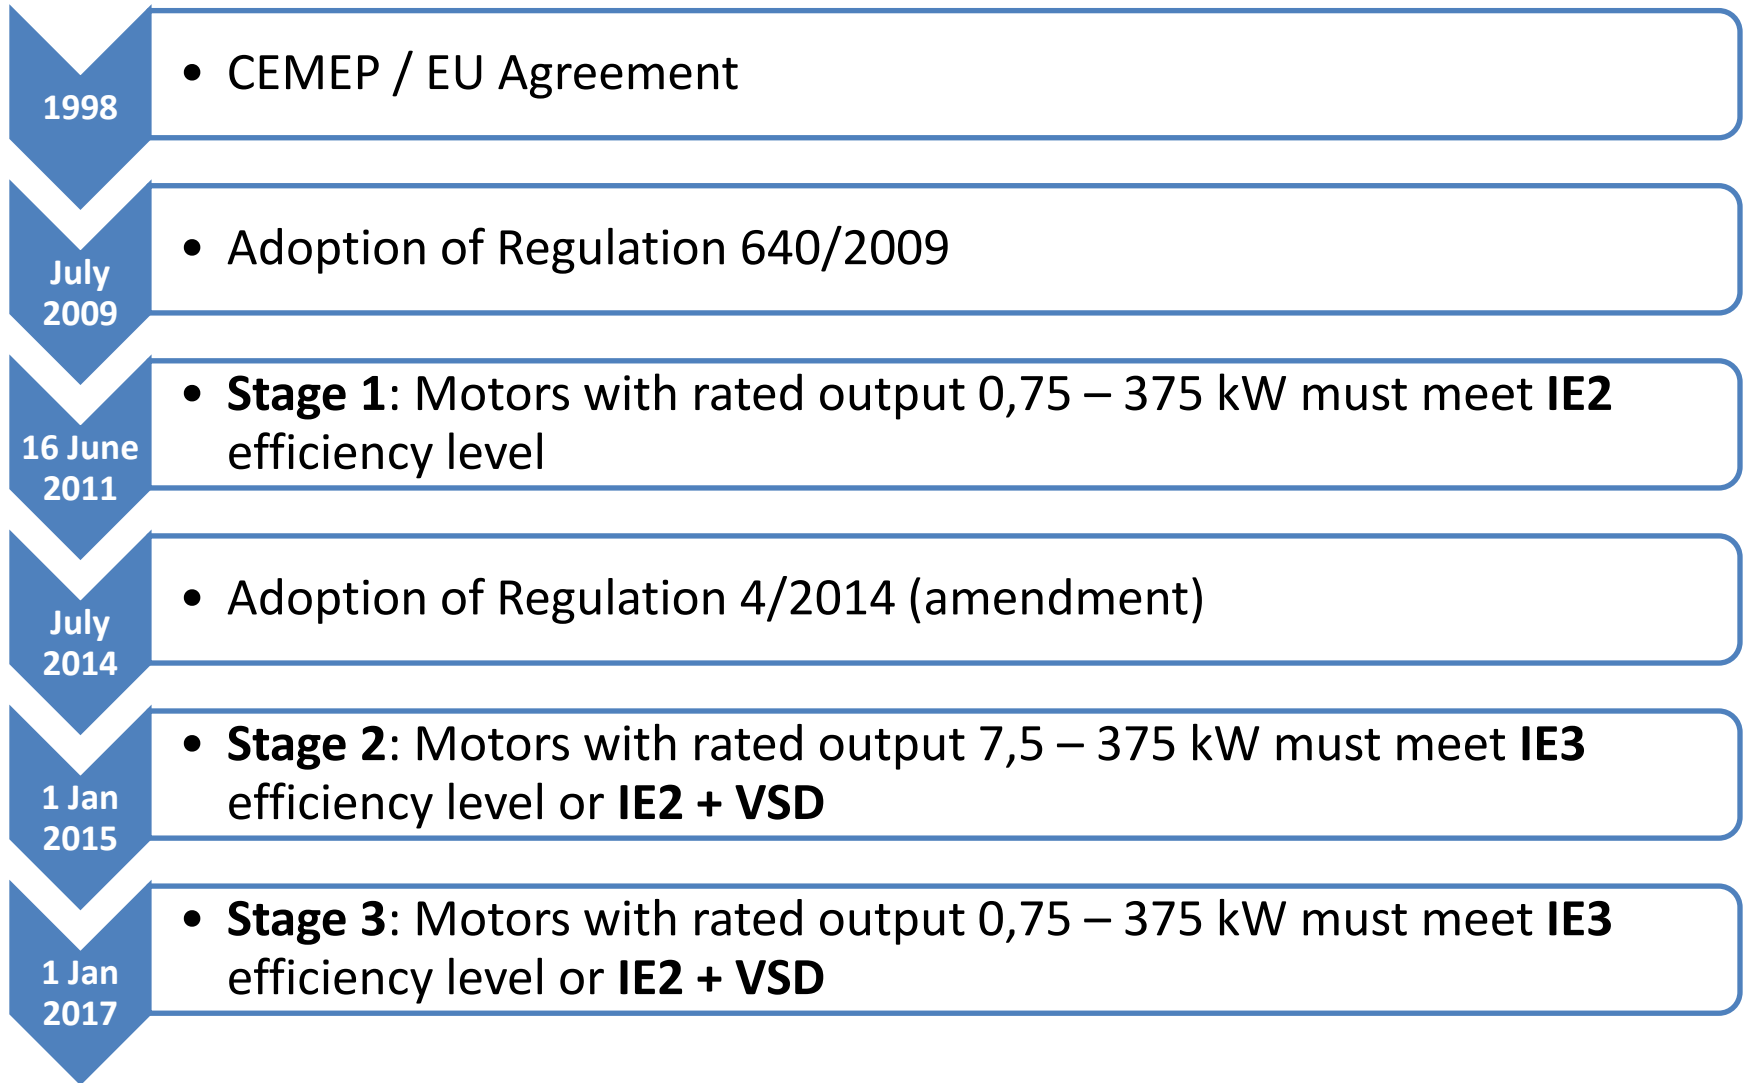 1998
• CEMEP / EU Agreement
July
2009
• Adoption of Regulation 640/2009
16 June
2011
• Stage 1: Motors with rated output 0,75 – 375 kW must meet IE2
efficiency level
July
2014
• Adoption of Regulation 4/2014 (amendment)
1 Jan
2015
• Stage 2: Motors with rated output 7,5 – 375 kW must meet IE3
efficiency level or IE2 + VSD
1 Jan
2017
• Stage 3: Motors with rated output 0,75 – 375 kW must meet IE3
efficiency level or IE2 + VSD